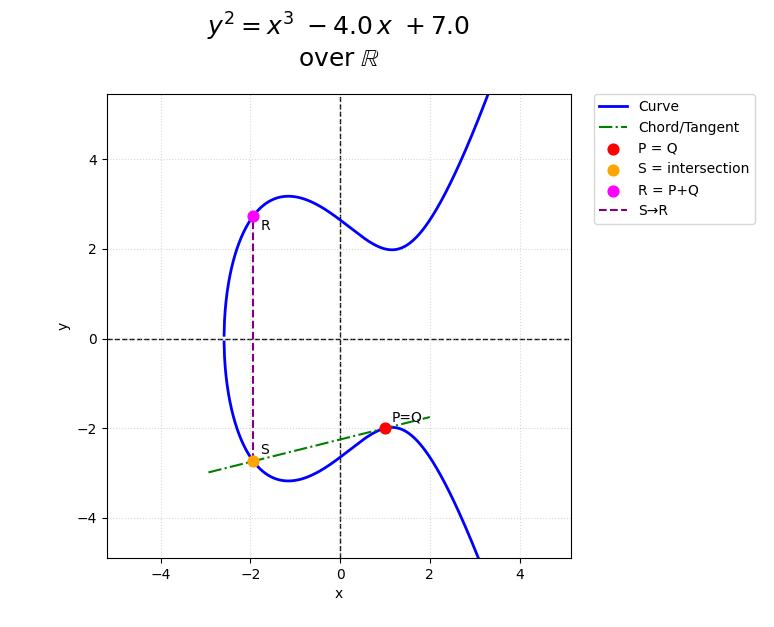 y² = x³ − 4.0 x + 7.0
over ℝ
Curve
Chord/Tangent
P = Q
S = intersection
R = P+Q
S→R
4
2
0
−2
−4
−4
−2
0
2
4
y
x
R
P=Q
S